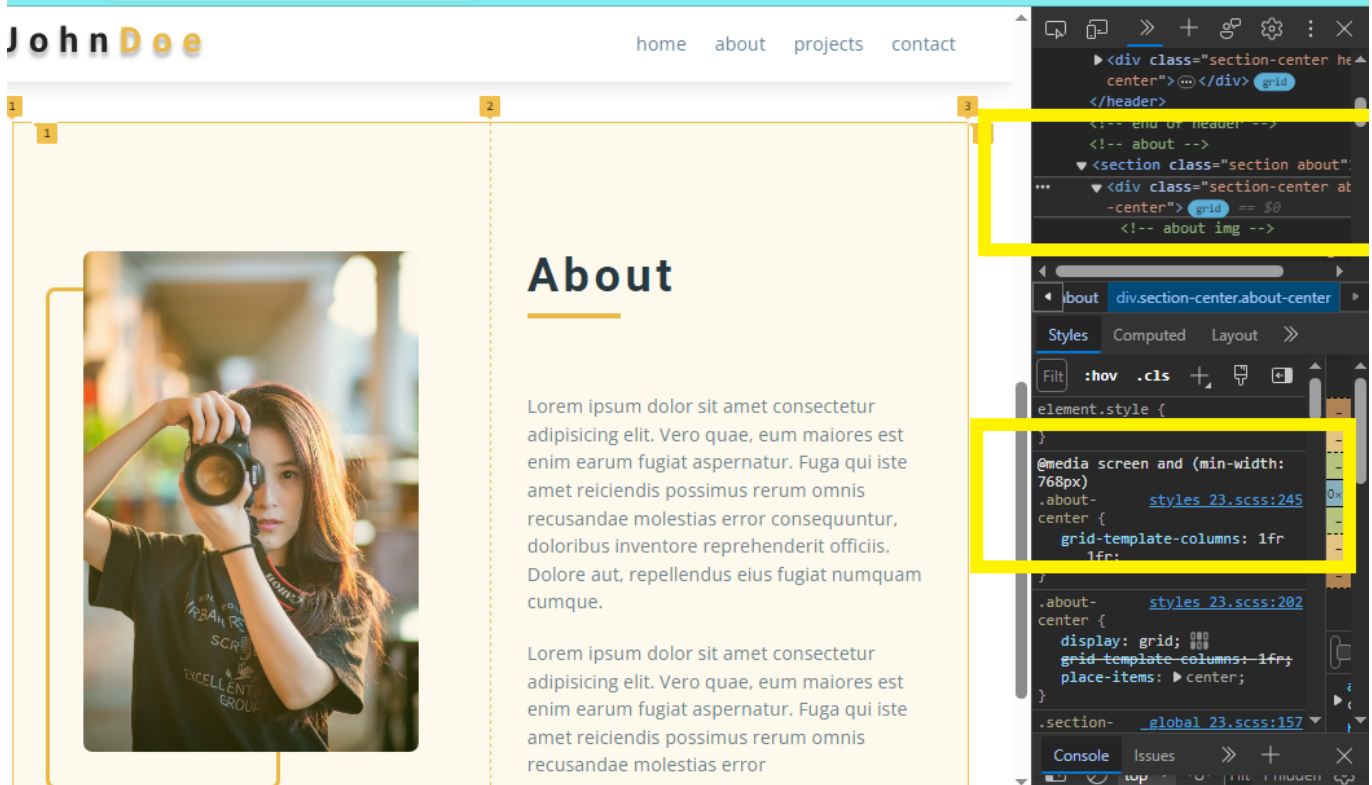 JohnDoe
home about projects contact
1
2
3
1
About
Lorem ipsum dolor sit amet consectetur
adipisicing elit. Vero quae, eum maiores est
enim earum fugiat aspernatur. Fuga qui iste
amet reiciendis possimus rerum omnis
recusandae molestias error consequuntur,
doloribus inventore reprehenderit officiis.
Dolore aut, repellendus eius fugiat numquam
cumque.
Lorem ipsum dolor sit amet consectetur
adipisicing elit. Vero quae, eum maiores est
enim earum fugiat aspernatur. Fuga qui iste
amet reiciendis possimus rerum omnis
recusandae molestias error
Canon
EXCELLENT
GROUP
<div class="section-center he
center"> </div> grid
</header>
<!-- end of header -->
<!-- about -->
<section class="section about"
<div class="section-center ab
-center"> grid == $0
<!-- about img -->
about div.section-center.about-center
Styles Computed Layout
Filt :hov .cls
element.style {
}
@media screen and (min-width:
768px)
.about- styles 23.scss:245
center {
grid-template-columns: 1fr
1fr;
}
.about- styles 23.scss:202
center {
display: grid;
grid-template-columns: 1fr;
place-items: center;
}
.section- _global 23.scss:157
Console Issues
top